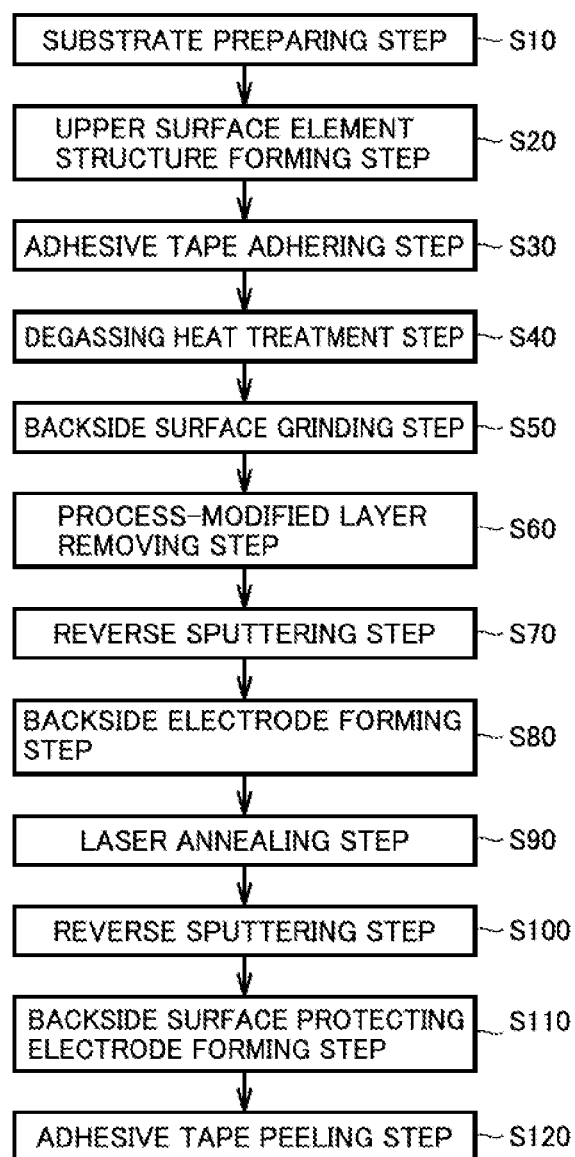 SUBSTRATE PREPARING STEP S10
UPPER SURFACE ELEMENT
STRUCTURE FORMING STEP S20
ADHESIVE TAPE ADHERING STEP S30
DEGASSING HEAT TREATMENT STEP S40
BACKSIDE SURFACE GRINDING STEP S50
PROCESS-MODIFIED LAYER
REMOVING STEP S60
REVERSE SPUTTERING STEP S70
BACKSIDE ELECTRODE FORMING
STEP S80
LASER ANNEALING STEP S90
REVERSE SPUTTERING STEP S100
BACKSIDE SURFACE PROTECTING
ELECTRODE FORMING STEP S110
ADHESIVE TAPE PEELING STEP S120